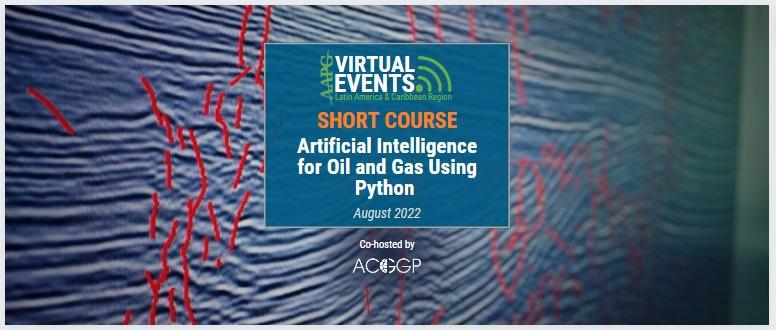 AAPG
VIRTUAL
EVENTS
Latin America & Caribbean Region
SHORT COURSE
Artificial Intelligence
for Oil and Gas Using
Python
August 2022
Co-hosted by
ACGGP